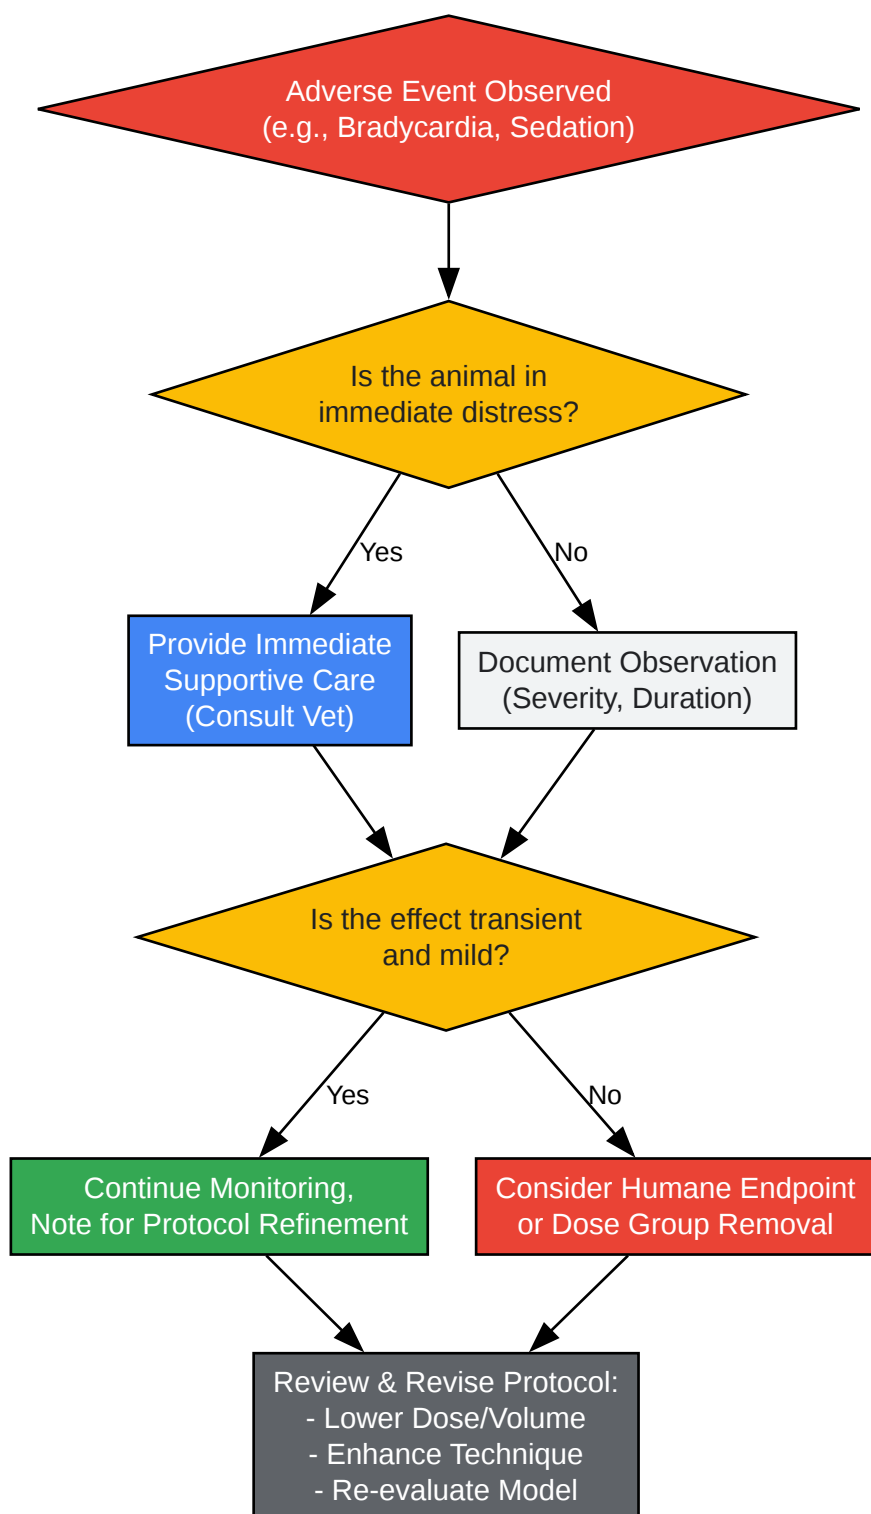 Adverse Event Observed
(e.g., Bradycardia, Sedation)
Is the animal in
immediate distress?
Yes
No
Provide Immediate
Supportive Care
(Consult Vet)
Document Observation
(Severity, Duration)
Is the effect transient
and mild?
Yes
No
Continue Monitoring,
Note for Protocol Refinement
Consider Humane Endpoint
or Dose Group Removal
Review & Revise Protocol:
- Lower Dose/Volume
- Enhance Technique
- Re-evaluate Model